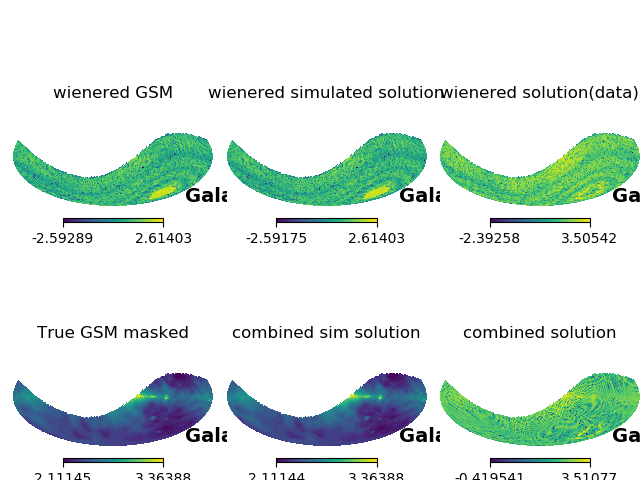 wienered GSM
wienered simulated solution
wienered solution(data)
Gala
Gala
Ga
-2.59289 2.61403
-2.59175 2.61403
-2.39258 3.50542
True GSM masked
combined sim solution
combined solution
Gala
Gala
Ga
2.11145 3.36388
2.11144 3.36388
-0.419541 3.51077